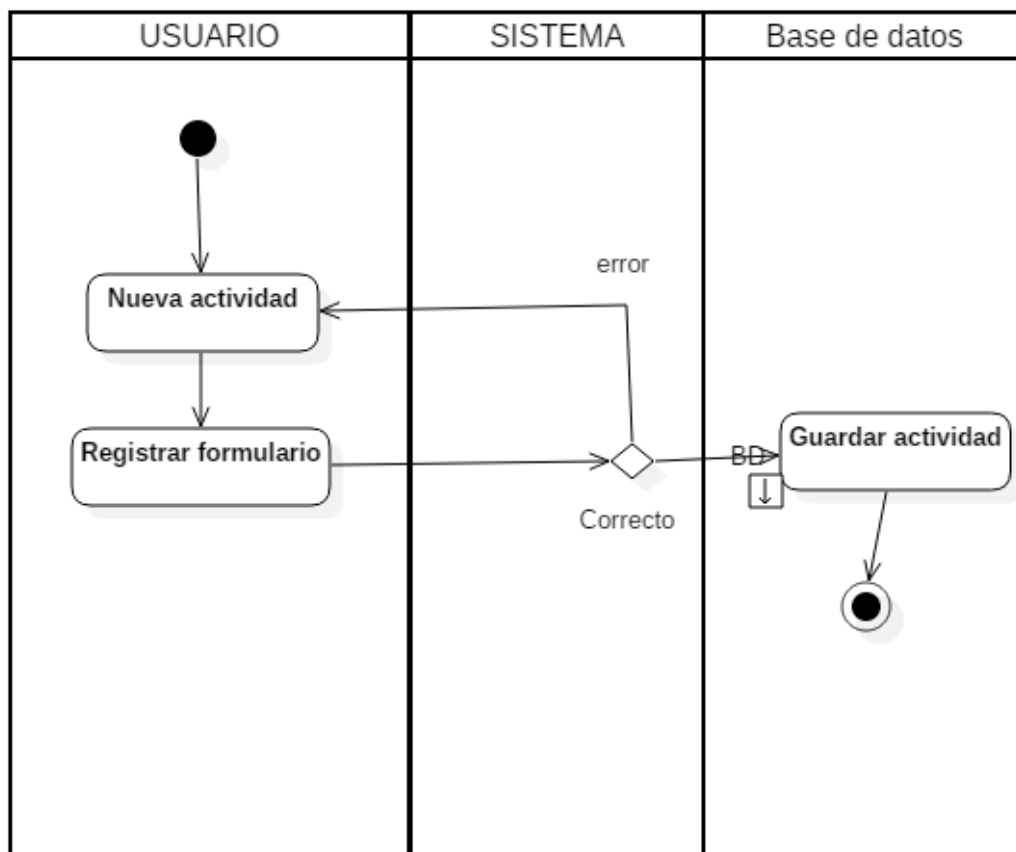 USUARIO
SISTEMA
Base de datos
error
Nueva actividad
Registrar formulario
BD
Guardar actividad
Correcto